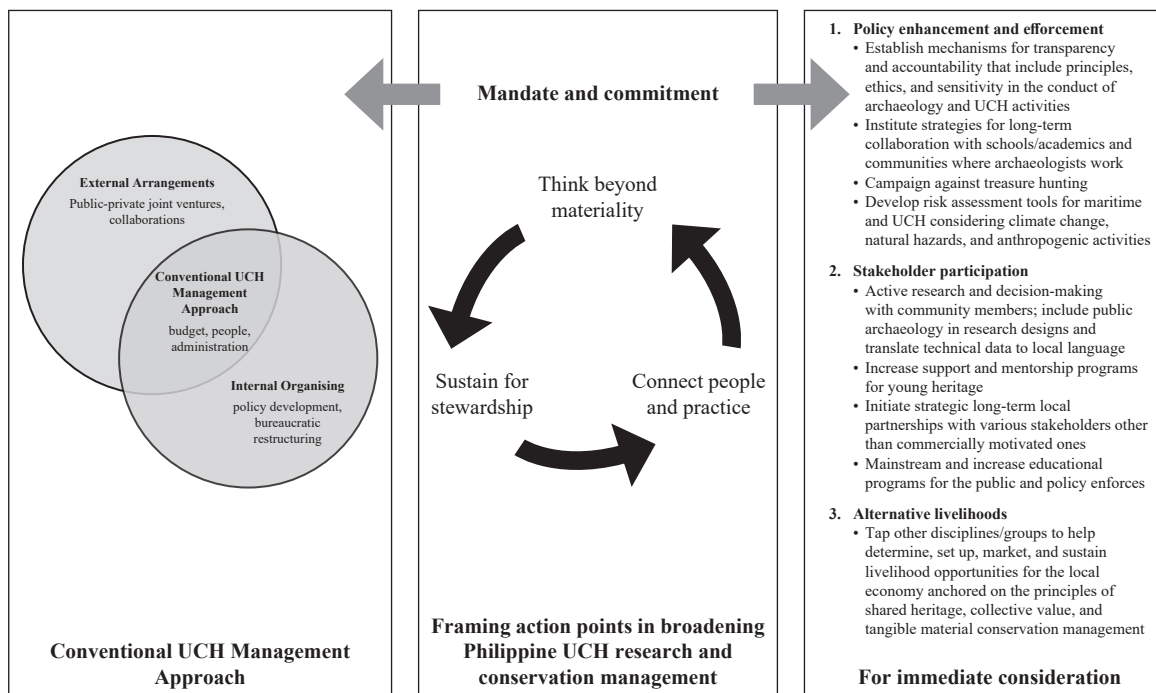 External Arrangements
Public-private joint ventures,
collaborations
Conventional UCH
Management
Approach
budget, people,
administration
Internal Organising
policy development,
bureaucratic
restructuring
Conventional UCH Management
Approach
Mandate and commitment
Think beyond
materiality
Sustain for
stewardship
Connect people
and practice
Framing action points in broadening
Philippine UCH research and
conservation management
1. Policy enhancement and efforcement
• Establish mechanisms for transparency
and accountability that include principles,
ethics, and sensitivity in the conduct of
archaeology and UCH activities
• Institute strategies for long-term
collaboration with schools/academics and
communities where archaeologists work
• Campaign against treasure hunting
• Develop risk assessment tools for maritime
and UCH considering climate change,
natural hazards, and anthropogenic activities
2. Stakeholder participation
• Active research and decision-making
with community members; include public
archaeology in research designs and
translate technical data to local language
• Increase support and mentorship programs
for young heritage
• Initiate strategic long-term local
partnerships with various stakeholders other
than commercially motivated ones
• Mainstream and increase educational
programs for the public and policy enforces
3. Alternative livelihoods
• Tap other disciplines/groups to help
determine, set up, market, and sustain
livelihood opportunities for the local
economy anchored on the principles of
shared heritage, collective value, and
tangible material conservation management
For immediate consideration